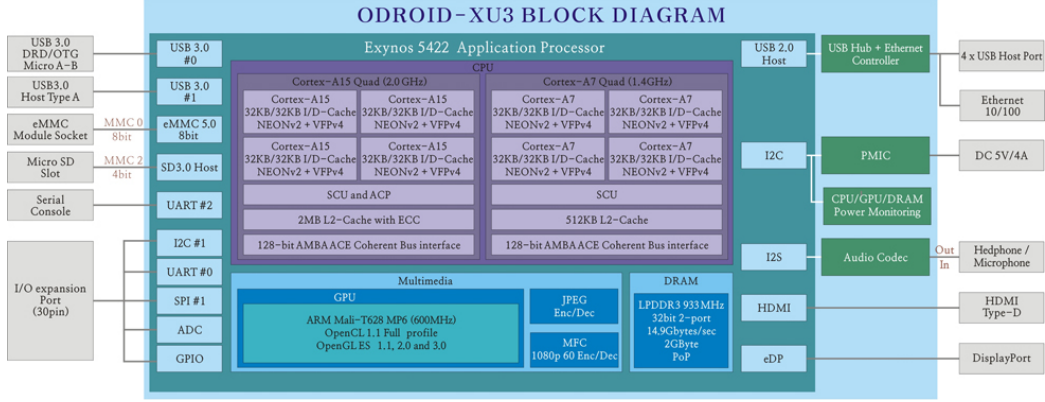 ODROID-XU3 BLOCK DIAGRAM
USB 3.0
DRD/OTG
Micro A-B
USB3.0
Host Type A
eMMC
Module Socket
MMC 0
8bit
Micro SD
Slot
MMC 2
4bit
Serial
Console
I/O expansion
Port
(30pin)
USB 3.0
#0
USB 3.0
#1
eMMC 5.0
8bit
SD3.0 Host
UART #2
I2C #1
UART #0
SPI #1
ADC
GPIO
Exynos 5422 Application Processor
CPU
Cortex-A15 Quad (2.0GHz)
Cortex-A15
32KB/32KB I/D-Cache
NEONv2 + VFPv4
Cortex-A15
32KB/32KB I/D-Cache
NEONv2 + VFPv4
Cortex-A15
32KB/32KB I/D-Cache
NEONv2 + VFPv4
Cortex-A15
32KB/32KB I/D-Cache
NEONv2 + VFPv4
SCU and ACP
2MB L2-Cache with ECC
128-bit AMBA ACE Coherent Bus interface
Cortex-A7 Quad (1.4GHz)
Cortex-A7
32KB/32KB I/D-Cache
NEONv2 + VFPv4
Cortex-A7
32KB/32KB I/D-Cache
NEONv2 + VFPv4
Cortex-A7
32KB/32KB I/D-Cache
NEONv2 + VFPv4
Cortex-A7
32KB/32KB I/D-Cache
NEONv2 + VFPv4
SCU
512KB L2-Cache
128-bit AMBA ACE Coherent Bus interface
Multimedia
GPU
ARM Mali-T628 MP6 (600MHz)
OpenCL 1.1 Full profile
OpenGL ES 1.1, 2.0 and 3.0
JPEG
Enc/Dec
MFC
1080p 60 Enc/Dec
DRAM
LPDDR3 933MHz
32bit 2-port
14.9Gbytes/sec
2GByte
PoP
USB 2.0
Host
I2C
I2S
HDMI
eDP
USB Hub + Ethernet
Controller
PMIC
CPU/GPU/DRAM
Power Monitoring
Audio Codec
Out
In
4 x USB Host Port
Ethernet
10/100
DC 5V/4A
Hedphone /
Microphone
HDMI
Type-D
DisplayPort